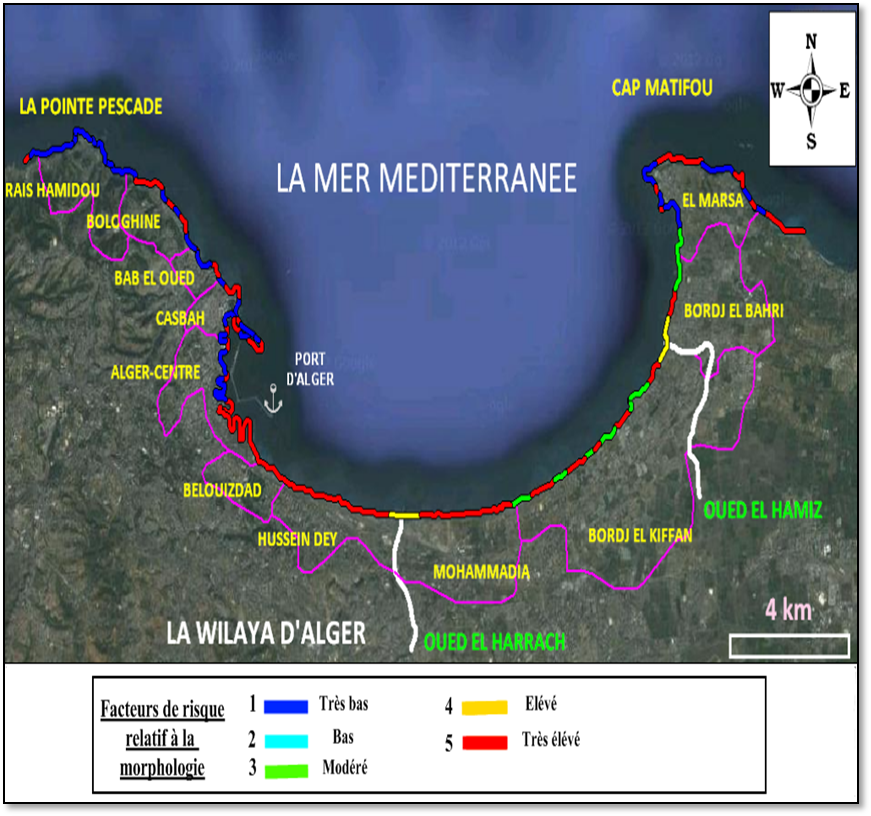 N
W E
S
CAP MATIFOU
LA POINTE PESCADE
LA MER MEDITERRANEE
RAIS HAMIDOU
EL MARSA
BOLOGHINE
BAB EL OUED
BORDJ EL BAHRI
CASBAH
PORT
D'ALGER
ALGER-CENTRE
BELOUIZDAD
OUED EL HAMIZ
HUSSEIN DEY
BORDJ EL KIFFAN
MOHAMMADIA
4 km
LA WILAYA D'ALGER
OUED EL HARRACH
Facteurs de risque
relatif à la
morphologie
1 Très bas
2 Bas
3 Modéré
4 Elévé
5 Très élévé